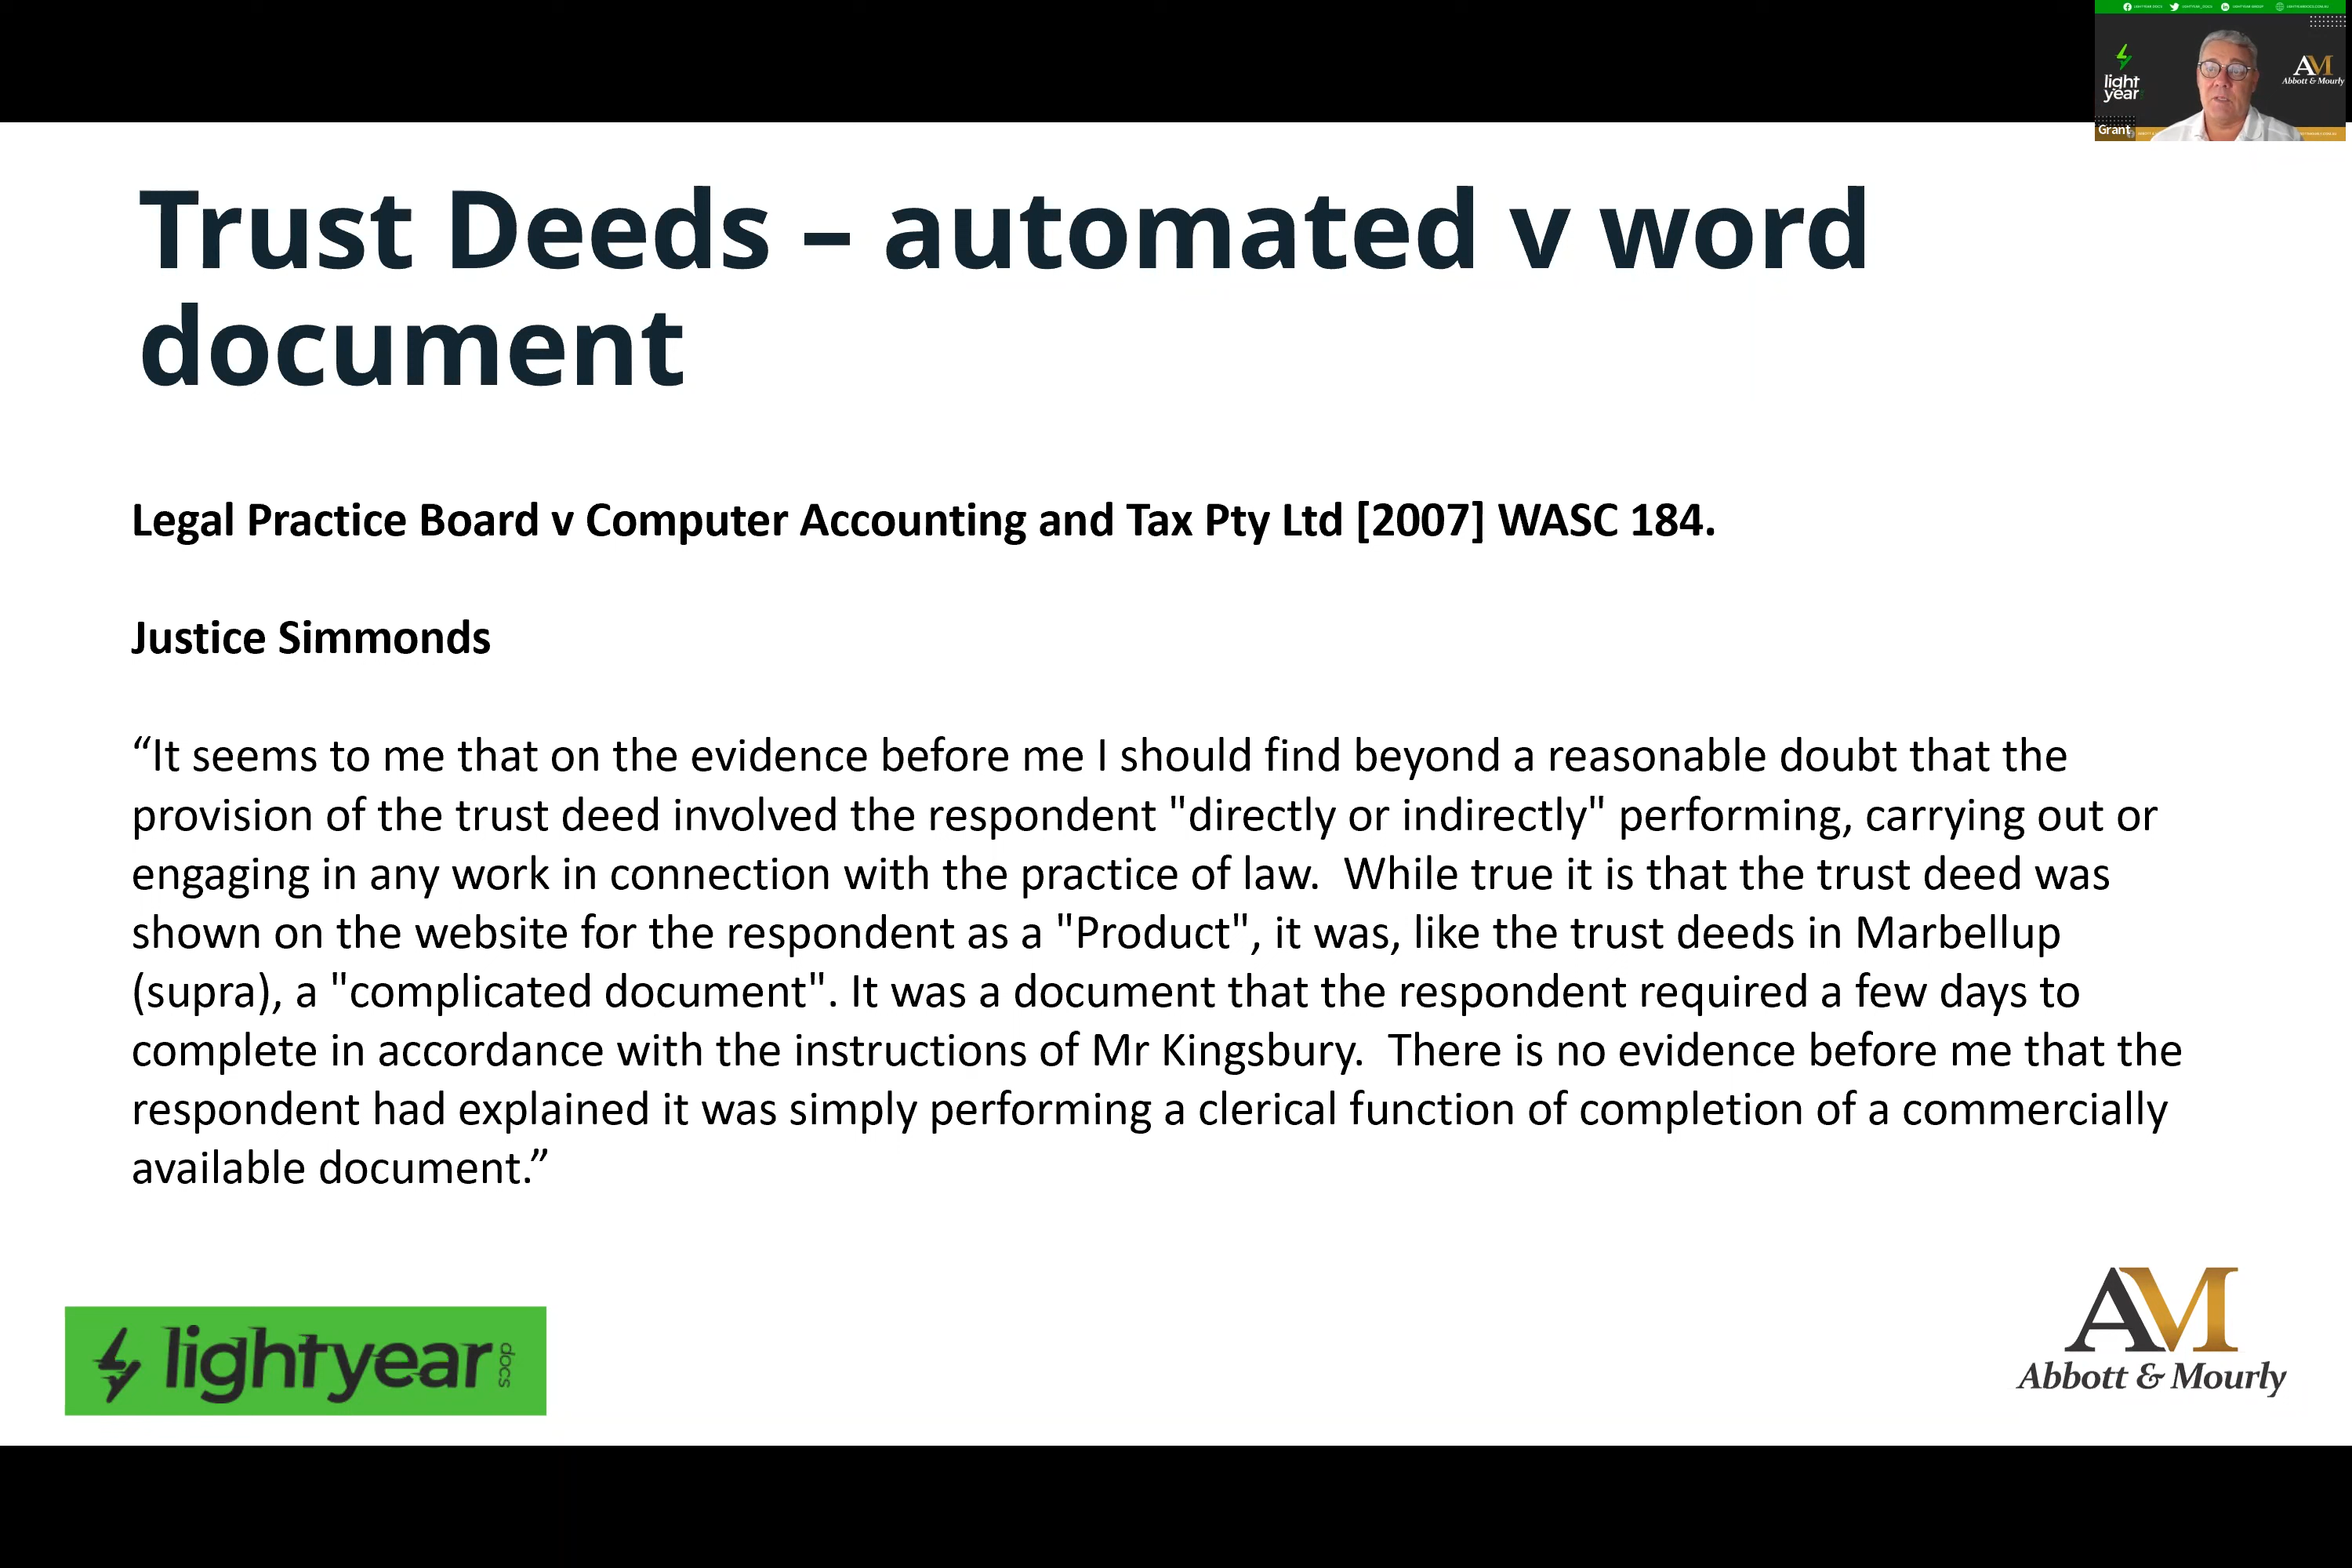 light
year
AM
Abbott & Mourly
Grant
Trust Deeds – automated v word
document
Legal Practice Board v Computer Accounting and Tax Pty Ltd [2007] WASC 184.
Justice Simmonds
“It seems to me that on the evidence before me I should find beyond a reasonable doubt that the
provision of the trust deed involved the respondent "directly or indirectly" performing, carrying out or
engaging in any work in connection with the practice of law.  While true it is that the trust deed was
shown on the website for the respondent as a "Product", it was, like the trust deeds in Marbellup
(supra), a "complicated document". It was a document that the respondent required a few days to
complete in accordance with the instructions of Mr Kingsbury.  There is no evidence before me that the
respondent had explained it was simply performing a clerical function of completion of a commercially
available document.”
lightyear docs
AM
Abbott & Mourly